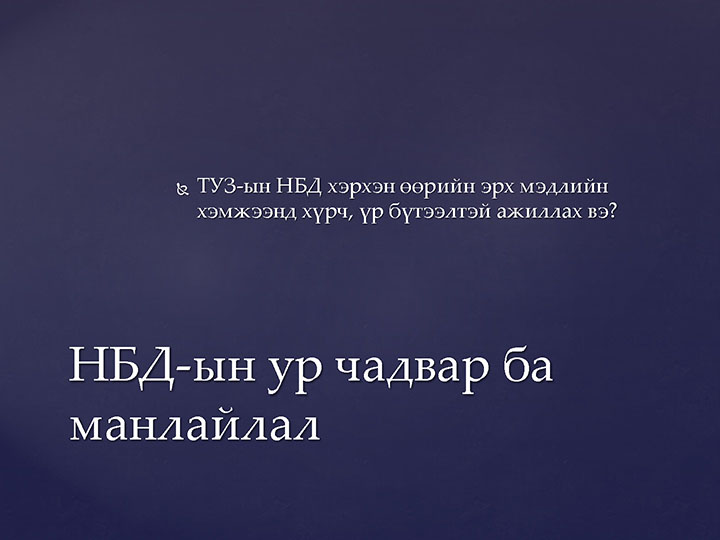 ТУЗ-ын НБД хэрхэн өөрийн эрх мэдлийн
хэмжээнд хүрч, үр бүтээлтэй ажиллах вэ?
НБД-ын ур чадвар ба
манлайлал